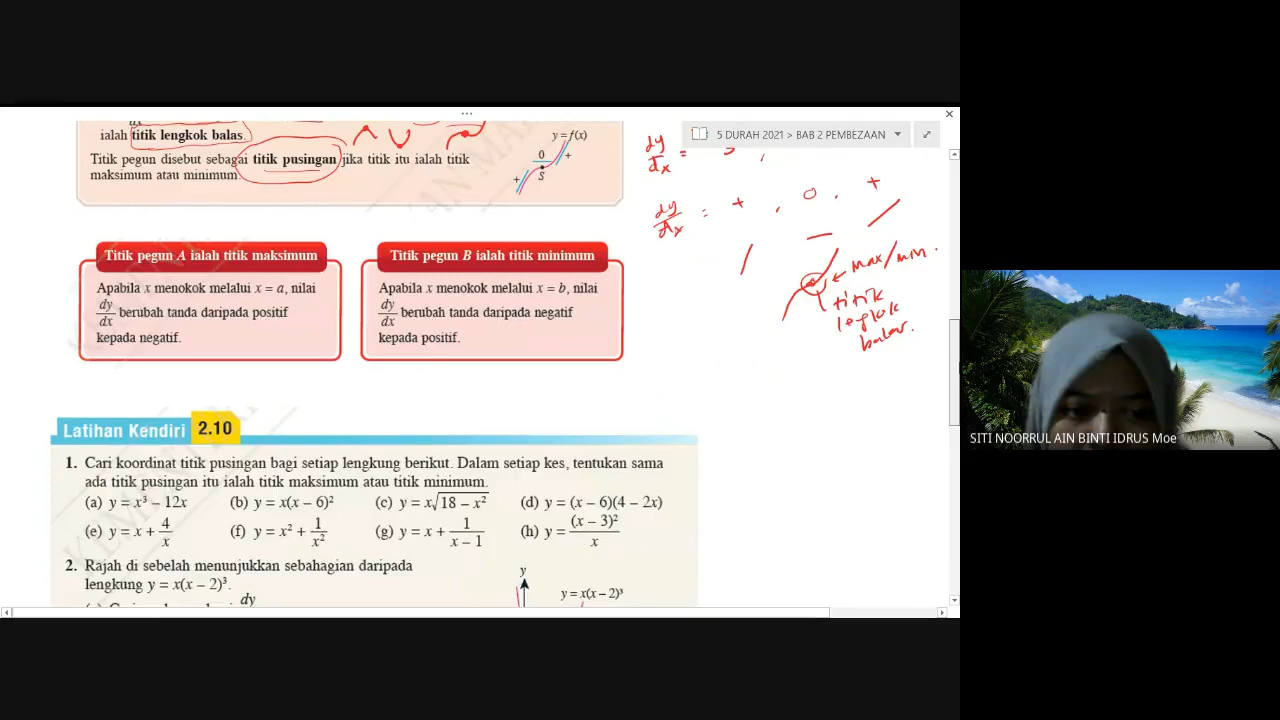 ialah titik lengkok balas.
Titik pegun disebut sebagai titik pusingan jika titik itu ialah titik
maksimum atau minimum
y = f(x)
0
+
+
S
dy/dx =
5 DURAH 2021 > BAB 2 PEMBEZAAN
dy/dx = + , 0 , +
max/min.
titik
legkok
balas.
Titik pegun A ialah titik maksimum
Apabila x menokok melalui x = a, nilai
dy/dx berubah tanda daripada positif
kepada negatif.
Titik pegun B ialah titik minimum
Apabila x menokok melalui x = b, nilai
dy/dx berubah tanda daripada negatif
kepada positif.
Latihan Kendiri 2.10
1. Cari koordinat titik pusingan bagi setiap lengkung berikut. Dalam setiap kes, tentukan sama
ada titik pusingan itu ialah titik maksimum atau titik minimum.
(a) y = x³ – 12x (b) y = x(x – 6)² (c) y = x√(18 – x²) (d) y = (x – 6)(4 – 2x)
(e) y = x + 4/x (f) y = x² + 1/x² (g) y = x + 1/(x – 1) (h) y = (x – 3)²/x
2. Rajah di sebelah menunjukkan sebahagian daripada
lengkung y = x(x – 2)³.
dy
y
y = x(x – 2)³
SITI NOORRUL AIN BINTI IDRUS Moe